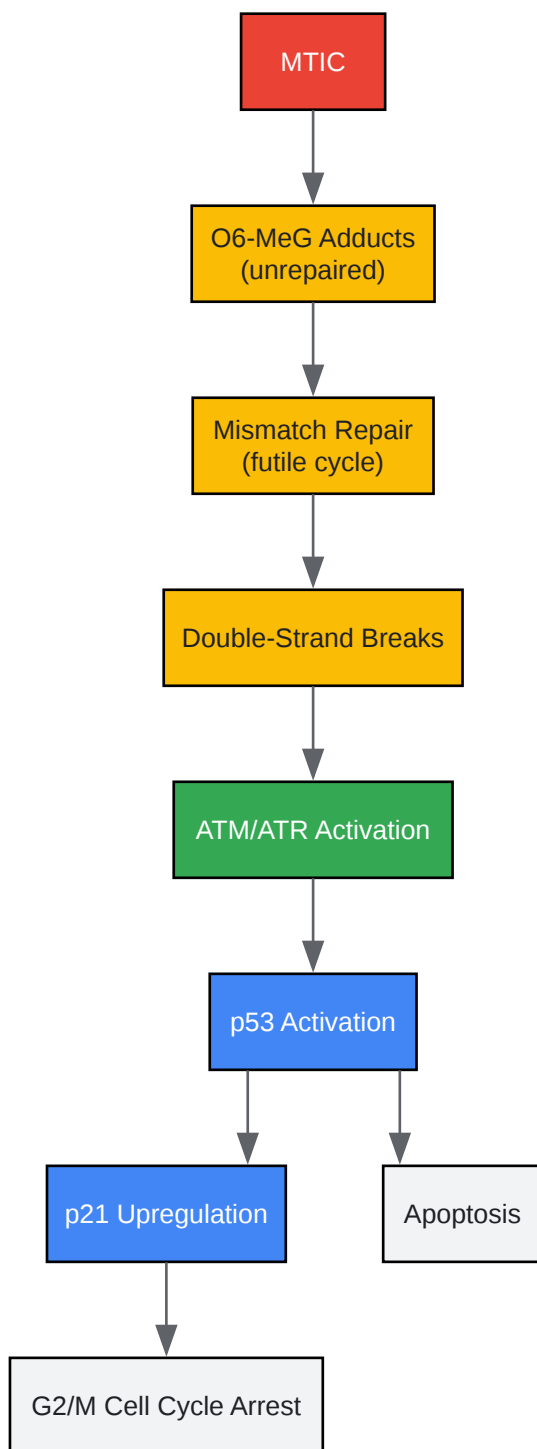 MTIC
O6-MeG Adducts
(unrepaired)
Mismatch Repair
(futile cycle)
Double-Strand Breaks
ATM/ATR Activation
p53 Activation
p21 Upregulation
Apoptosis
G2/M Cell Cycle Arrest